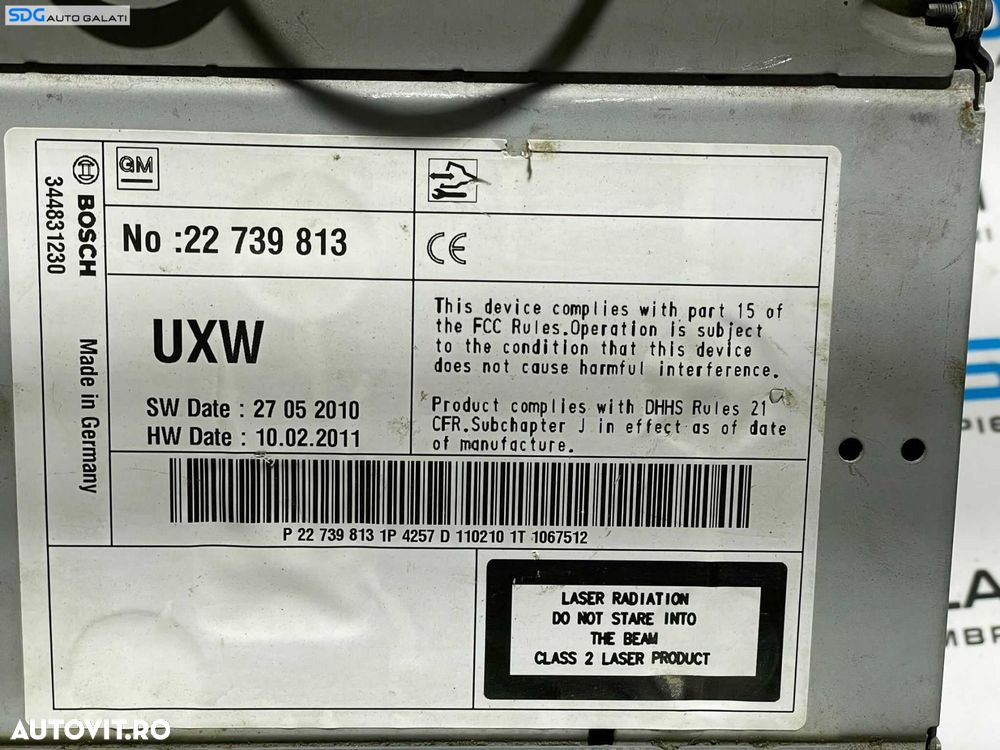 SDG AUTO GALATI
BOSCH
344831230
Made in Germany
GM
No :22 739 813
CE
UXW
SW Date : 27 05 2010
HW Date : 10.02.2011
This device complies with part 15 of
the FCC Rules.Operation is subject
to the condition that this device
does not cause harmful interference.
Product complies with DHHS Rules 21
CFR.Subchapter J in effect as of date
of manufacture.
P 22 739 813 1P 4257 D 110210 1T 1067512
LASER RADIATION
DO NOT STARE INTO
THE BEAM
CLASS 2 LASER PRODUCT
AUTOVIT.RO